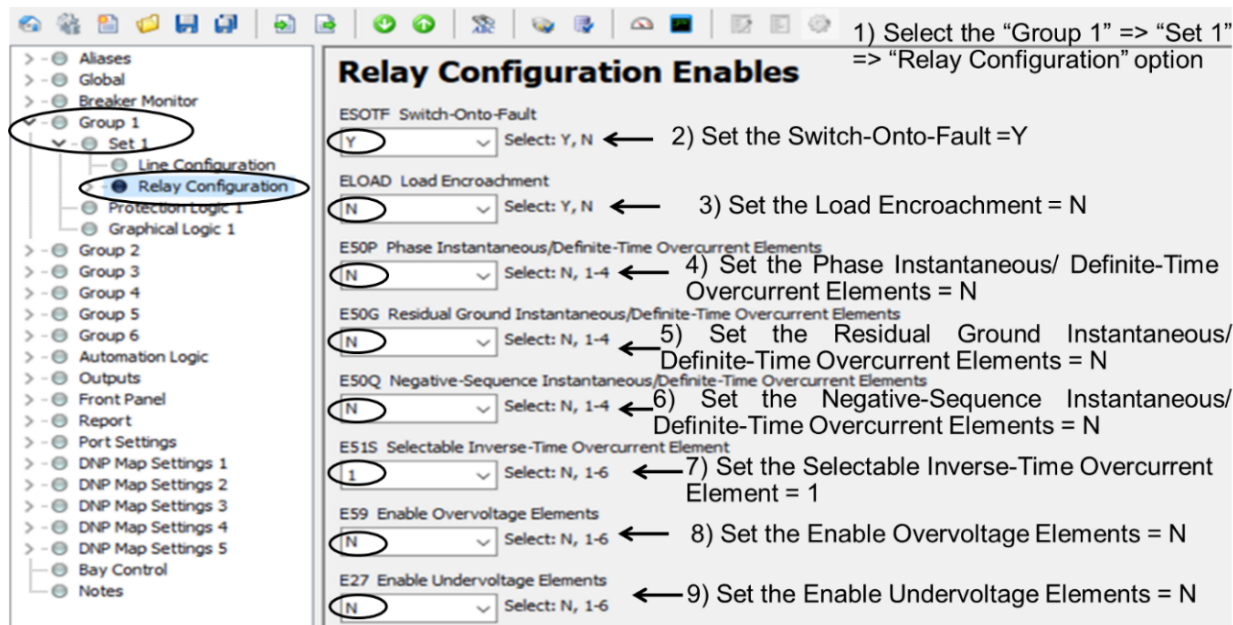 1) Select the “Group 1” => “Set 1”
=> “Relay Configuration” option
> Aliases
> Global
> Breaker Monitor
Group 1
Set 1
Line Configuration
> Relay Configuration
Protection Logic 1
Graphical Logic 1
> Group 2
> Group 3
> Group 4
> Group 5
> Group 6
> Automation Logic
> Outputs
> Front Panel
> Report
> Port Settings
> DNP Map Settings 1
> DNP Map Settings 2
> DNP Map Settings 3
> DNP Map Settings 4
> DNP Map Settings 5
Bay Control
Notes
Relay Configuration Enables
ESOTF Switch-Onto-Fault
Y Select: Y, N
2) Set the Switch-Onto-Fault =Y
ELOAD Load Encroachment
N Select: Y, N
3) Set the Load Encroachment = N
E50P Phase Instantaneous/Definite-Time Overcurrent Elements
N Select: N, 1-4
4) Set the Phase Instantaneous/ Definite-Time
Overcurrent Elements = N
E50G Residual Ground Instantaneous/Definite-Time Overcurrent Elements
N Select: N, 1-4
5) Set the Residual Ground Instantaneous/
Definite-Time Overcurrent Elements = N
E50Q Negative-Sequence Instantaneous/Definite-Time Overcurrent Elements
N Select: N, 1-4
6) Set the Negative-Sequence Instantaneous/
Definite-Time Overcurrent Elements = N
E51S Selectable Inverse-Time Overcurrent Element
1 Select: N, 1-6
7) Set the Selectable Inverse-Time Overcurrent
Element = 1
E59 Enable Overvoltage Elements
N Select: N, 1-6
8) Set the Enable Overvoltage Elements = N
E27 Enable Undervoltage Elements
N Select: N, 1-6
9) Set the Enable Undervoltage Elements = N